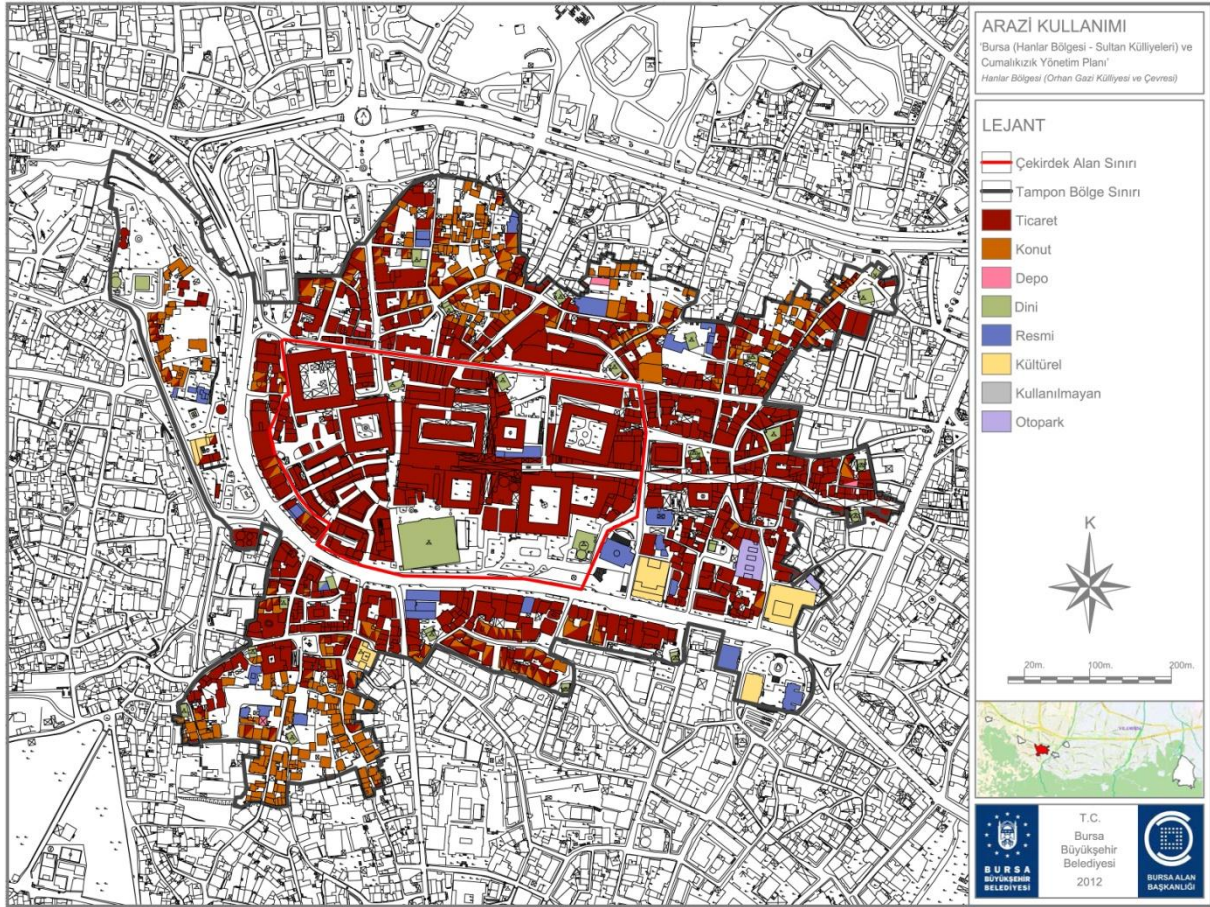 ARAZİ KULLANIMI
'Bursa (Hanlar Bölgesi - Sultan Külliyeleri) ve
Cumalıkızık Yönetim Planı'
Hanlar Bölgesi (Orhan Gazi Külliyesi ve Çevresi)
LEJANT
Çekirdek Alan Sınırı
Tampon Bölge Sınırı
Ticaret
Konut
Depo
Dini
Resmi
Kültürel
Kullanılmayan
Otopark
K
20m. 100m. 200m.
BURSA
BÜYÜKŞEHİR
BELEDİYESİ
T.C.
Bursa
Büyükşehir
Belediyesi
2012
BURSA ALAN
BAŞKANLIĞI